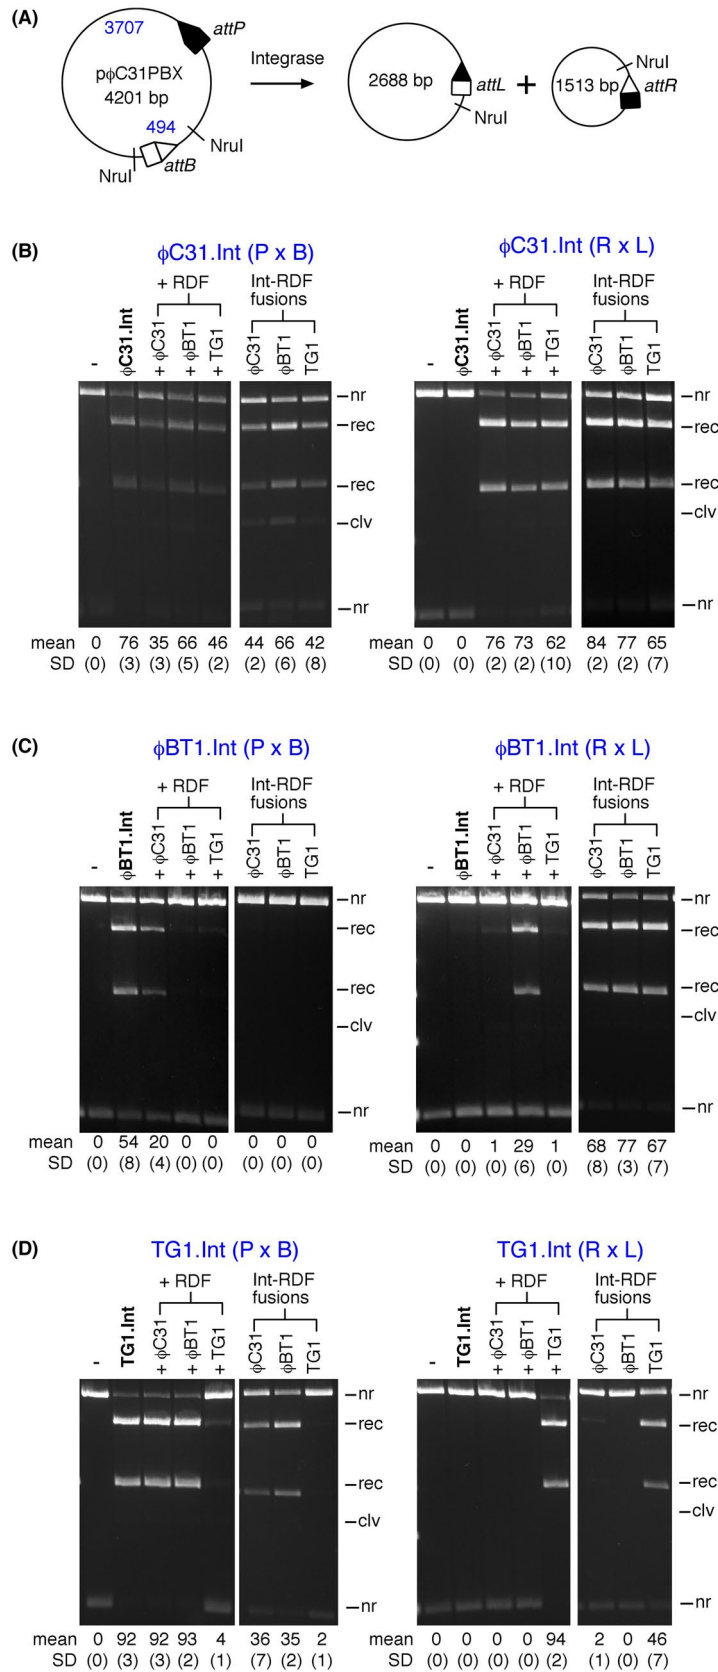 (A)
3707
attP
pϕC31PBX
4201 bp
494
NruI
NruI
attB
Integrase
2688 bp
attL
NruI
+
1513 bp
NruI
attR
(B)
ϕC31.Int (P x B)
+ RDF
Int-RDF fusions
- ϕC31.Int + ϕC31 + ϕBT1 + TG1 ϕC31 ϕBT1 TG1
nr
rec
rec
clv
nr
mean 0 76 35 66 46 44 66 42
SD (0) (3) (3) (5) (2) (2) (6) (8)
ϕC31.Int (R x L)
+ RDF
Int-RDF fusions
- ϕC31.Int + ϕC31 + ϕBT1 + TG1 ϕC31 ϕBT1 TG1
nr
rec
rec
clv
nr
mean 0 0 76 73 62 84 77 65
SD (0) (0) (2) (2) (10) (2) (2) (7)
(C)
ϕBT1.Int (P x B)
+ RDF
Int-RDF fusions
- ϕBT1.Int + ϕC31 + ϕBT1 + TG1 ϕC31 ϕBT1 TG1
nr
rec
rec
clv
nr
mean 0 54 20 0 0 0 0 0
SD (0) (8) (4) (0) (0) (0) (0) (0)
ϕBT1.Int (R x L)
+ RDF
Int-RDF fusions
- ϕBT1.Int + ϕC31 + ϕBT1 + TG1 ϕC31 ϕBT1 TG1
nr
rec
rec
clv
nr
mean 0 0 1 29 1 68 77 67
SD (0) (0) (0) (6) (0) (8) (3) (7)
(D)
TG1.Int (P x B)
+ RDF
Int-RDF fusions
- TG1.Int + ϕC31 + ϕBT1 + TG1 ϕC31 ϕBT1 TG1
nr
rec
rec
clv
nr
mean 0 92 92 93 4 36 35 2
SD (0) (3) (3) (2) (1) (7) (2) (1)
TG1.Int (R x L)
+ RDF
Int-RDF fusions
- TG1.Int + ϕC31 + ϕBT1 + TG1 ϕC31 ϕBT1 TG1
nr
rec
rec
clv
nr
mean 0 0 0 0 94 2 0 46
SD (0) (0) (0) (0) (2) (1) (0) (7)